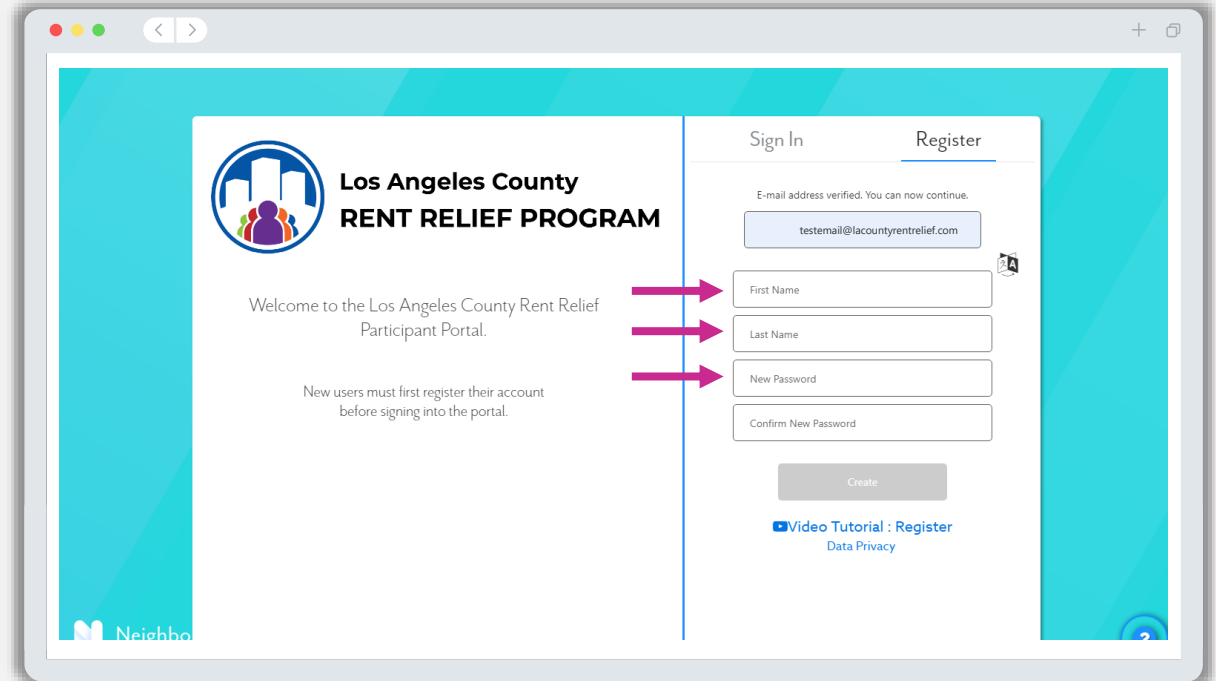 Los Angeles County
RENT RELIEF PROGRAM
Welcome to the Los Angeles County Rent Relief
Participant Portal.
New users must first register their account
before signing into the portal.
Sign In
Register
E-mail address verified. You can now continue.
testemail@lacountyrentrelief.com
First Name
Last Name
New Password
Confirm New Password
Create
Video Tutorial : Register
Data Privacy
Neighbo
?